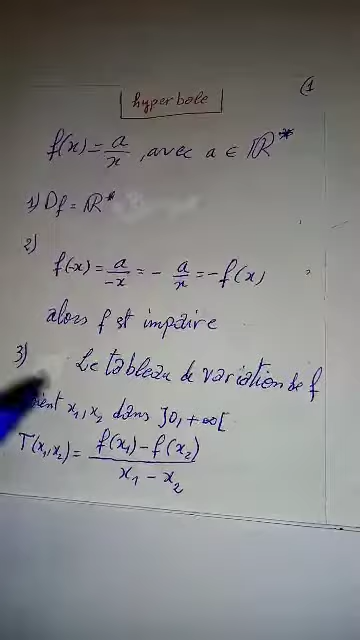 (1
hyperbole
f(x) = a/x , avec a ∈ ℝ*
1) Df = ℝ*
2)
f(-x) = a/-x = - a/x = - f(x)
alors f est impaire
3)
Le tableau de variation de f
x₁, x₂ dans ]0, +∞[
T(x₁,x₂) = f(x₁) - f(x₂) / x₁ - x₂